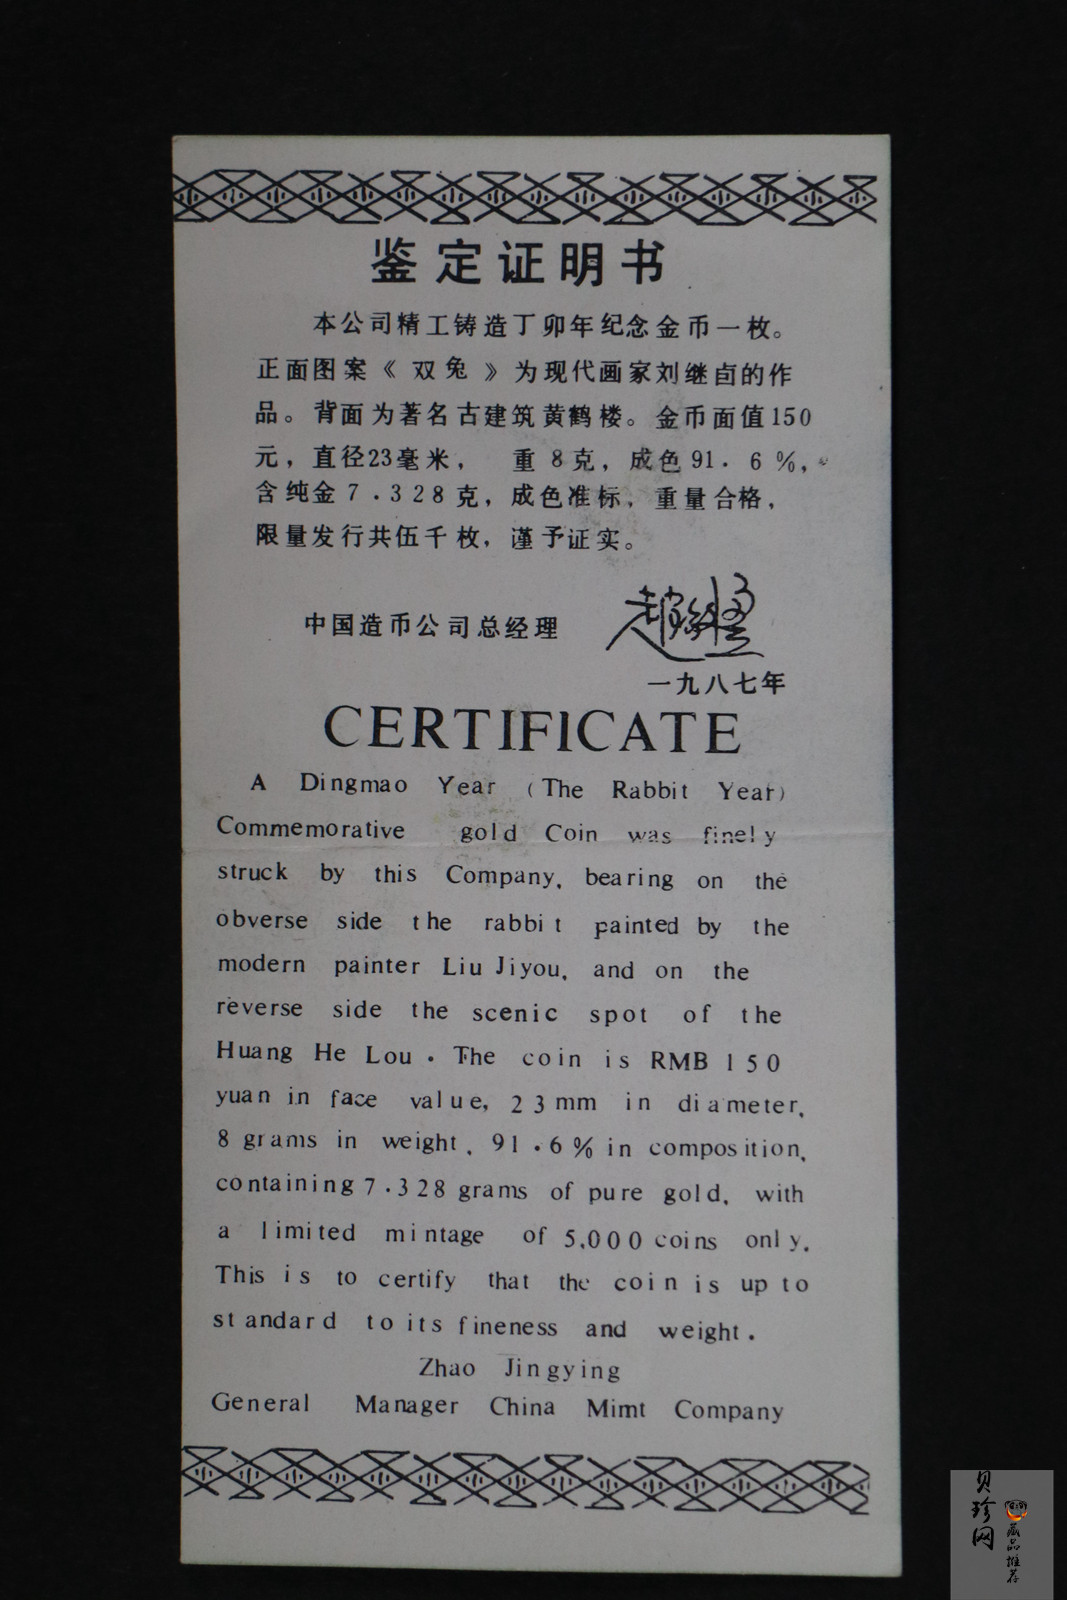 鉴定证明书
本公司精工铸造丁卯年纪念金币一枚。
正面图案《双兔》为现代画家刘继卣的作
品。背面为著名古建筑黄鹤楼。金币面值150
元，直径23毫米， 重8克，成色91.6%，
含纯金7.328克，成色准标，重量合格，
限量发行共伍千枚，谨予证实。
中国造币公司总经理
一九八七年
CERTIFICATE
A Dingmao Year (The Rabbit Year)
Commemorative gold Coin was finely
struck by this Company, bearing on the
obverse side the rabbit painted by the
modern painter Liu Jiyou, and on the
reverse side the scenic spot of the
Huang He Lou. The coin is RMB 150
yuan in face value, 23mm in diameter,
8 grams in weight, 91.6% in composition,
containing 7.328 grams of pure gold, with
a limited mintage of 5,000 coins only.
This is to certify that the coin is up to
standard to its fineness and weight.
Zhao Jingying
General Manager China Mimt Company
贝珍网
藏品推荐